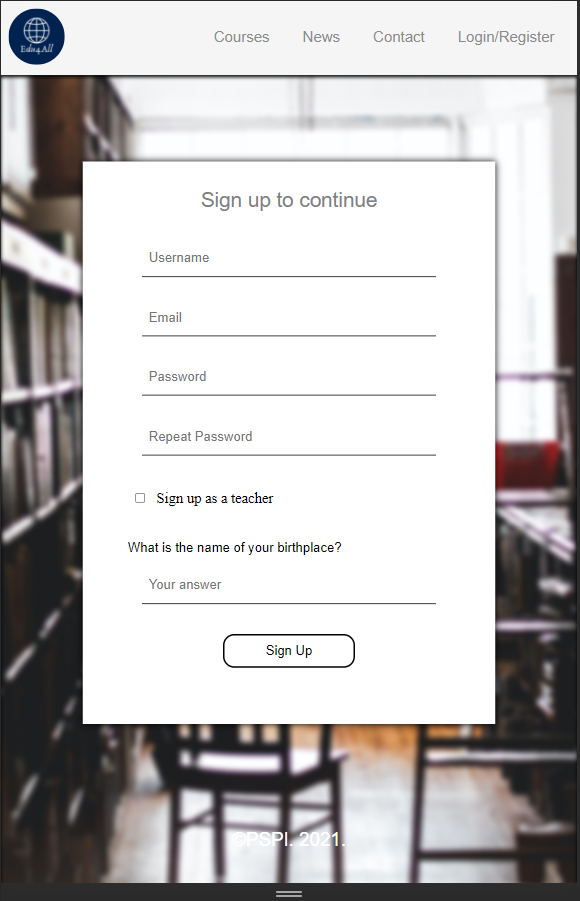 Edu4All
Courses News Contact Login/Register
Sign up to continue
Username
Email
Password
Repeat Password
Sign up as a teacher
What is the name of your birthplace?
Your answer
Sign Up
©PSPI. 2021.